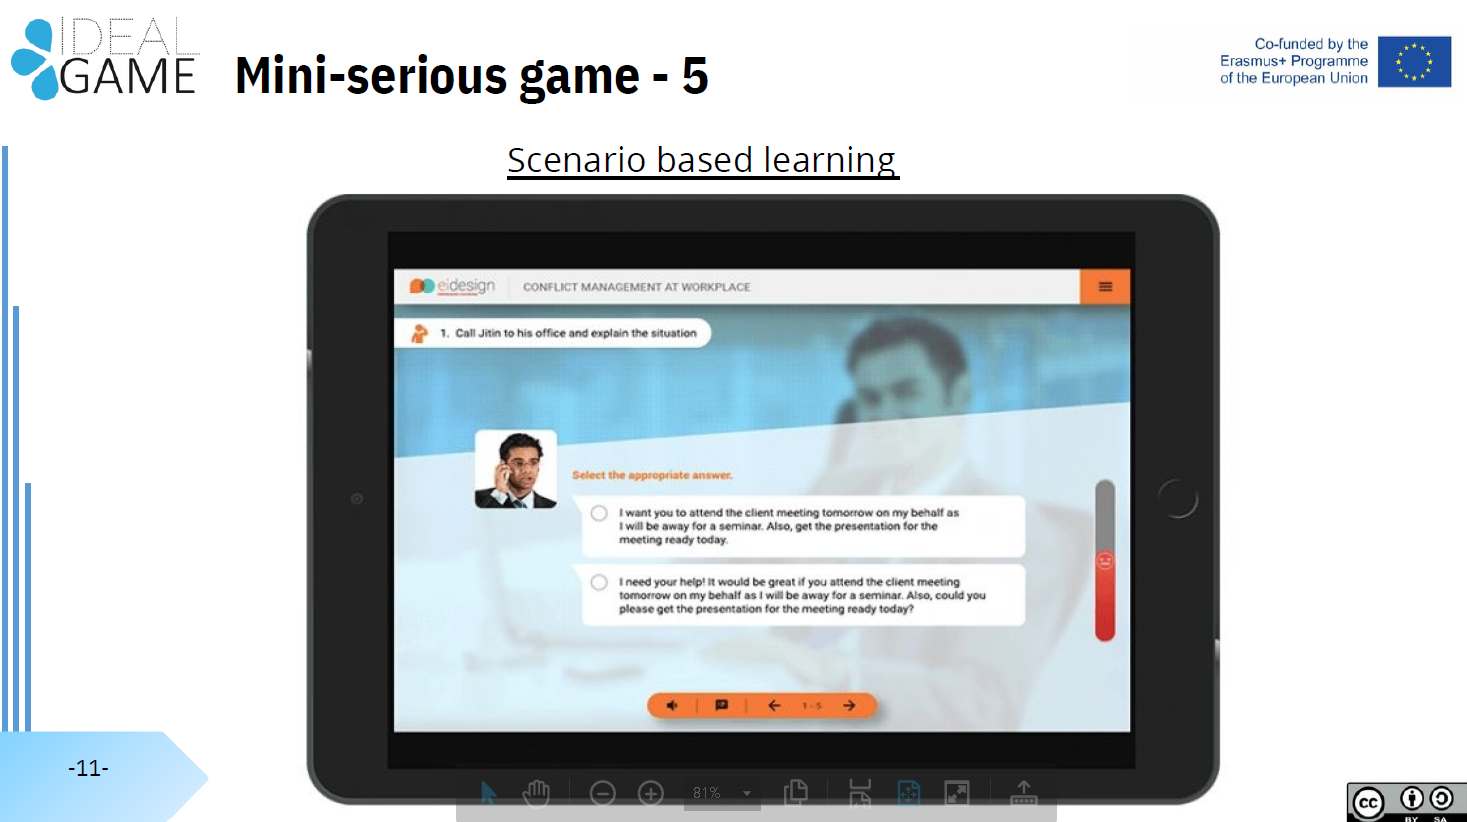 IDEAL
GAME
Mini-serious game - 5
Co-funded by the
Erasmus+ Programme
of the European Union
Scenario based learning
eidesign
CONFLICT MANAGEMENT AT WORKPLACE
1. Call Jitin to his office and explain the situation
Select the appropriate answer.
I want you to attend the client meeting tomorrow on my behalf as
I will be away for a seminar. Also, get the presentation for the
meeting ready today.
I need your help! It would be great if you attend the client meeting
tomorrow on my behalf as I will be away for a seminar. Also, could you
please get the presentation for the meeting ready today?
1 - 5
-11-
81%
cc
BY SA